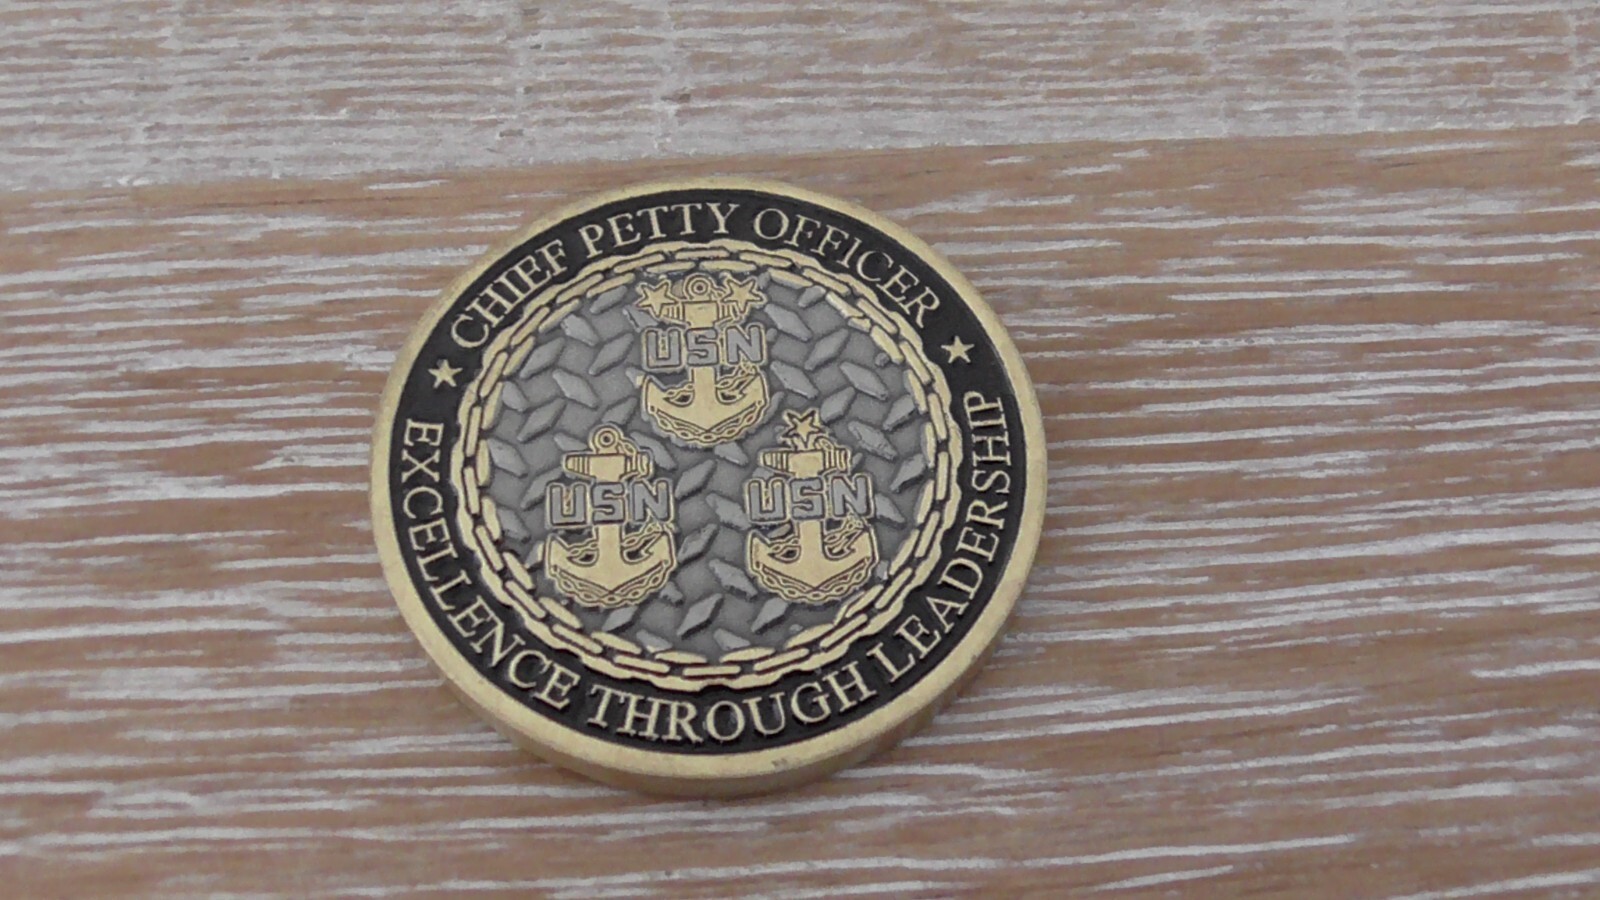 CHIEF PETTY OFFICER
USN
USN
USN
EXCELLENCE THROUGH LEADERSHIP